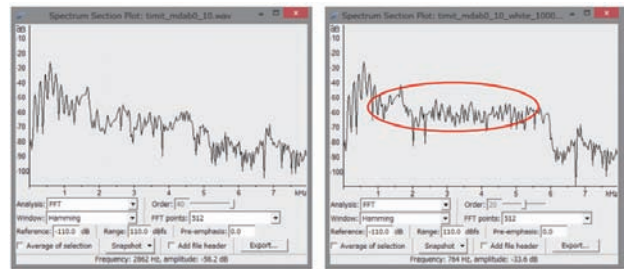 Spectrum Section Plot: timit_mdab0_10.wav
dB
-10
-20
-30
-40
-50
-60
-70
-80
-90
-100
1 2 3 4 5 6 7 kHz
Analysis: FFT Order: 40
Window: Hamming FFT points: 512
Reference: -110.0 dB Range: 110.0 dBfs Pre-emphasis: 0.0
Average of selection Snapshot Add file header Export...
Frequency: 2862 Hz, amplitude: -56.2 dB
Spectrum Section Plot: timit_mdab0_10_white_1000...
dB
-10
-20
-30
-40
-50
-60
-70
-80
-90
-100
1 2 3 4 5 6 7 kHz
Analysis: FFT Order: 20
Window: Hamming FFT points: 512
Reference: -110.0 dB Range: 110.0 dBfs Pre-emphasis: 0.0
Average of selection Snapshot Add file header Export...
Frequency: 764 Hz, amplitude: -33.6 dB